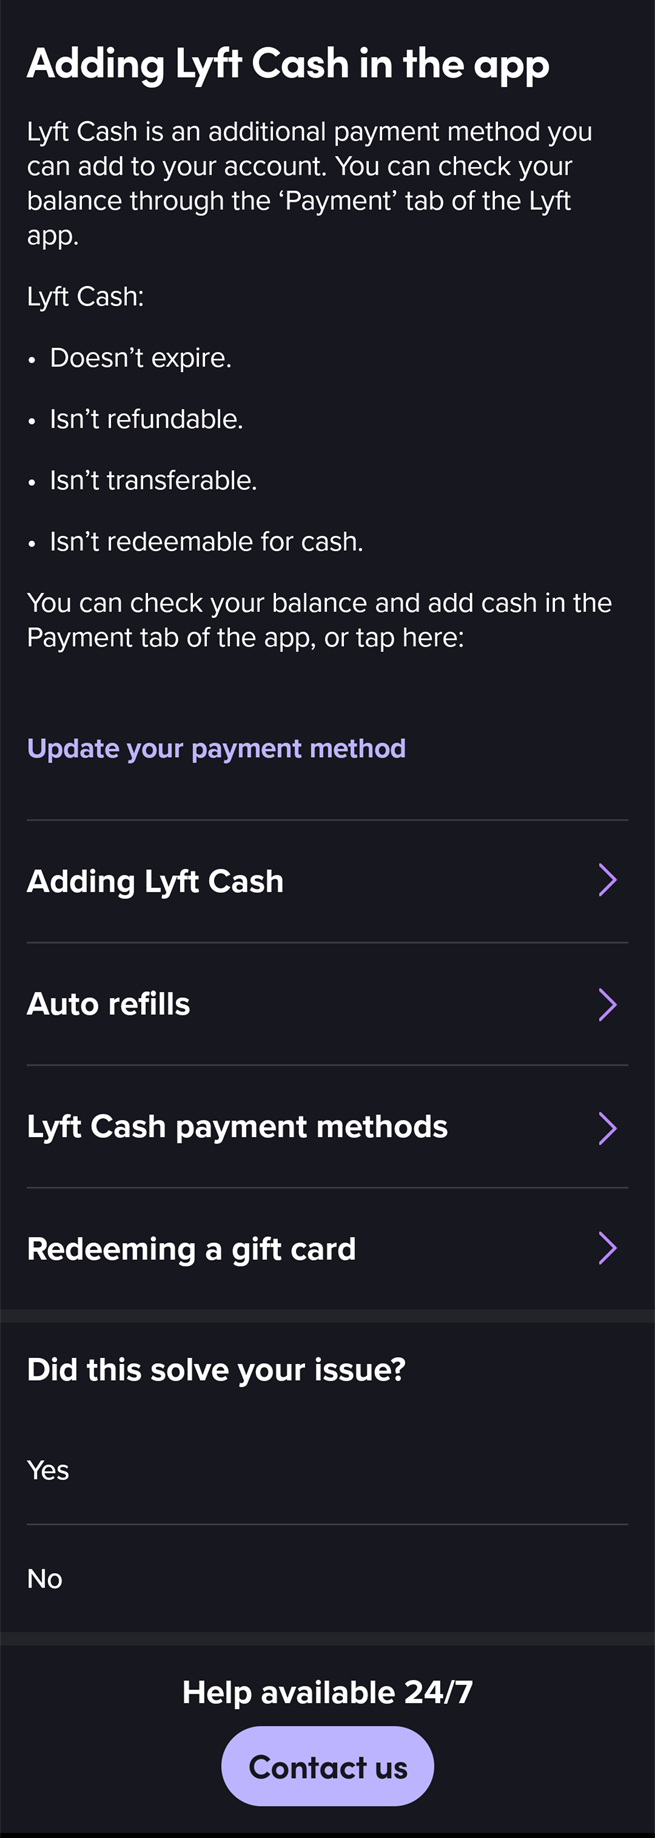 Adding Lyft Cash in the app
Lyft Cash is an additional payment method you
can add to your account. You can check your
balance through the ‘Payment’ tab of the Lyft
app.
Lyft Cash:
• Doesn’t expire.
• Isn’t refundable.
• Isn’t transferable.
• Isn’t redeemable for cash.
You can check your balance and add cash in the
Payment tab of the app, or tap here:
Update your payment method
Adding Lyft Cash
Auto refills
Lyft Cash payment methods
Redeeming a gift card
Did this solve your issue?
Yes
No
Help available 24/7
Contact us